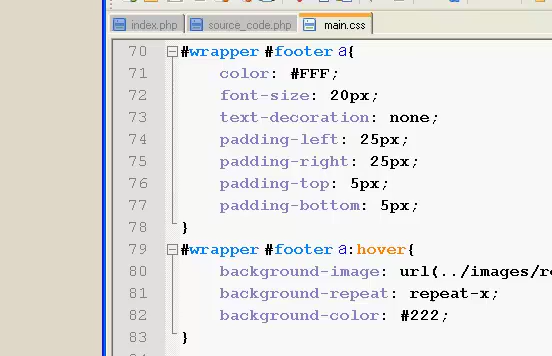 index.php source_code.php main.css
70 #wrapper #footer a{
71 color: #FFF;
72 font-size: 20px;
73 text-decoration: none;
74 padding-left: 25px;
75 padding-right: 25px;
76 padding-top: 5px;
77 padding-bottom: 5px;
78 }
79 #wrapper #footer a:hover{
80 background-image: url(../images/r
81 background-repeat: repeat-x;
82 background-color: #222;
83 }